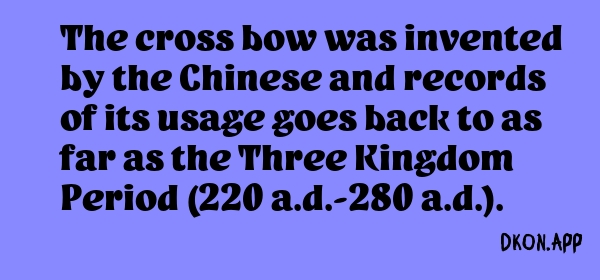 The cross bow was invented
by the Chinese and records
of its usage goes back to as
far as the Three Kingdom
Period (220 a.d.-280 a.d.).
DKON.APP